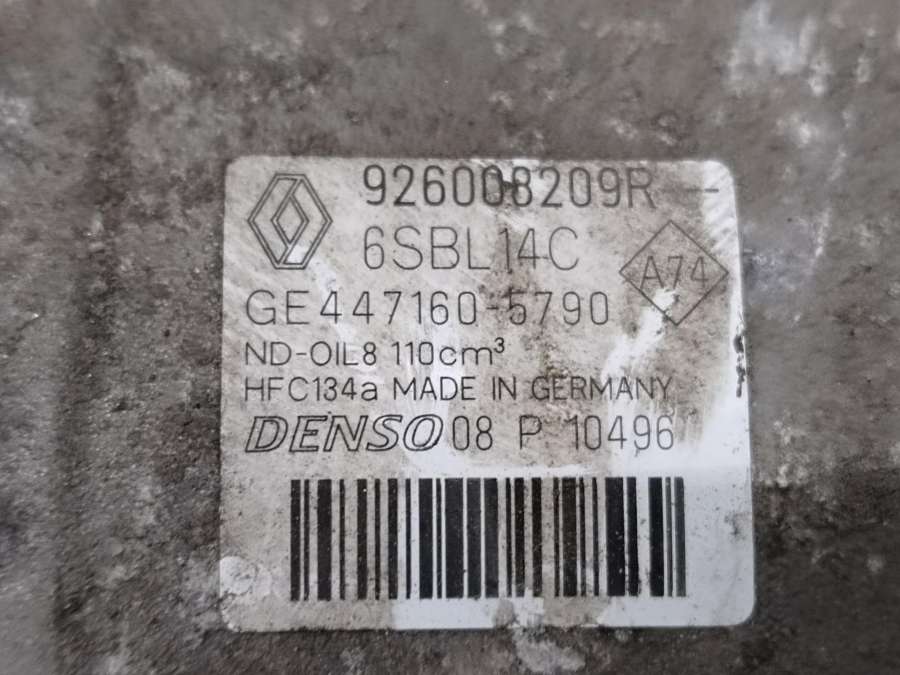 926008209R
6SBL14C
A74
GE447160-5790
ND-OIL8 110cm³
HFC134a MADE IN GERMANY
DENSO 08 P 10496